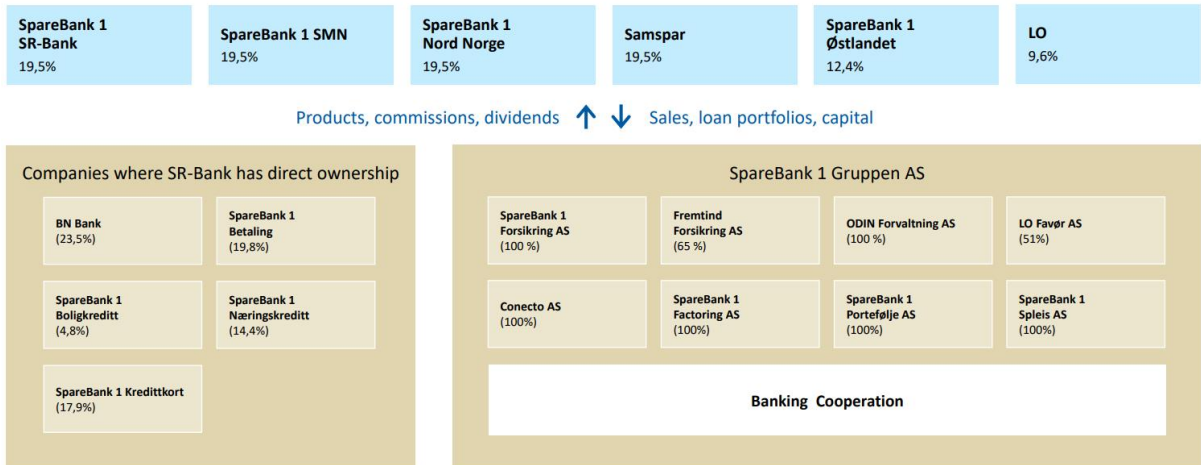 SpareBank 1
SR-Bank
19,5%
SpareBank 1 SMN
19,5%
SpareBank 1
Nord Norge
19,5%
Samspar
19,5%
SpareBank 1
Østlandet
12,4%
LO
9,6%
Products, commissions, dividends
Sales, loan portfolios, capital
Companies where SR-Bank has direct ownership
BN Bank
(23,5%)
SpareBank 1
Betaling
(19,8%)
SpareBank 1
Boligkreditt
(4,8%)
SpareBank 1
Næringskreditt
(14,4%)
SpareBank 1 Kredittkort
(17,9%)
SpareBank 1 Gruppen AS
SpareBank 1
Forsikring AS
(100 %)
Fremtind
Forsikring AS
(65 %)
ODIN Forvaltning AS
(100 %)
LO Favør AS
(51%)
Conecto AS
(100%)
SpareBank 1
Factoring AS
(100%)
SpareBank 1
Portefølje AS
(100%)
SpareBank 1
Spleis AS
(100%)
Banking Cooperation